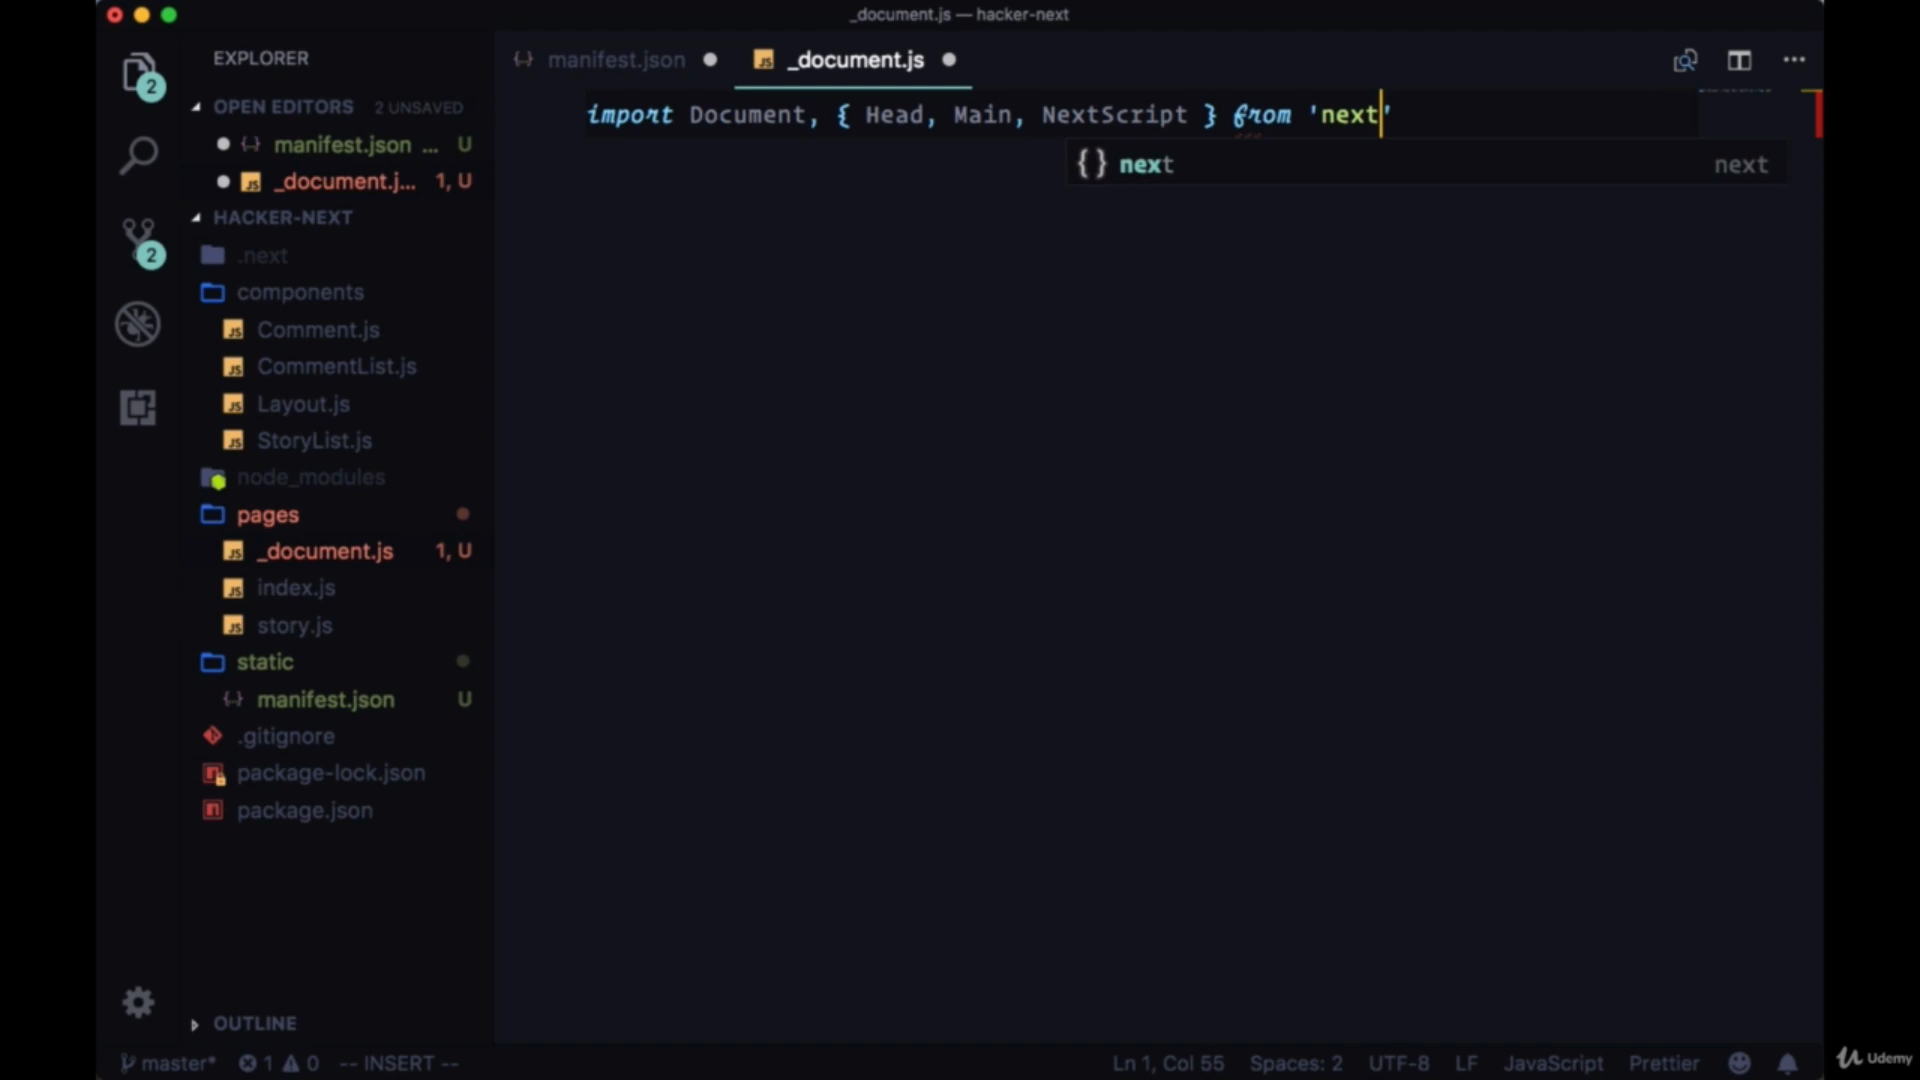 _document.js — hacker-next
EXPLORER
2
OPEN EDITORS 2 UNSAVED
manifest.json ... U
_document.j... 1, U
HACKER-NEXT
2
.next
components
Comment.js
CommentList.js
Layout.js
StoryList.js
node_modules
pages
_document.js 1, U
index.js
story.js
static
manifest.json U
.gitignore
package-lock.json
package.json
OUTLINE
manifest.json
_document.js
import Document, { Head, Main, NextScript } from 'next'
{} next next
master* 1 0 -- INSERT --
Ln 1, Col 55 Spaces: 2 UTF-8 LF JavaScript Prettier
Udemy